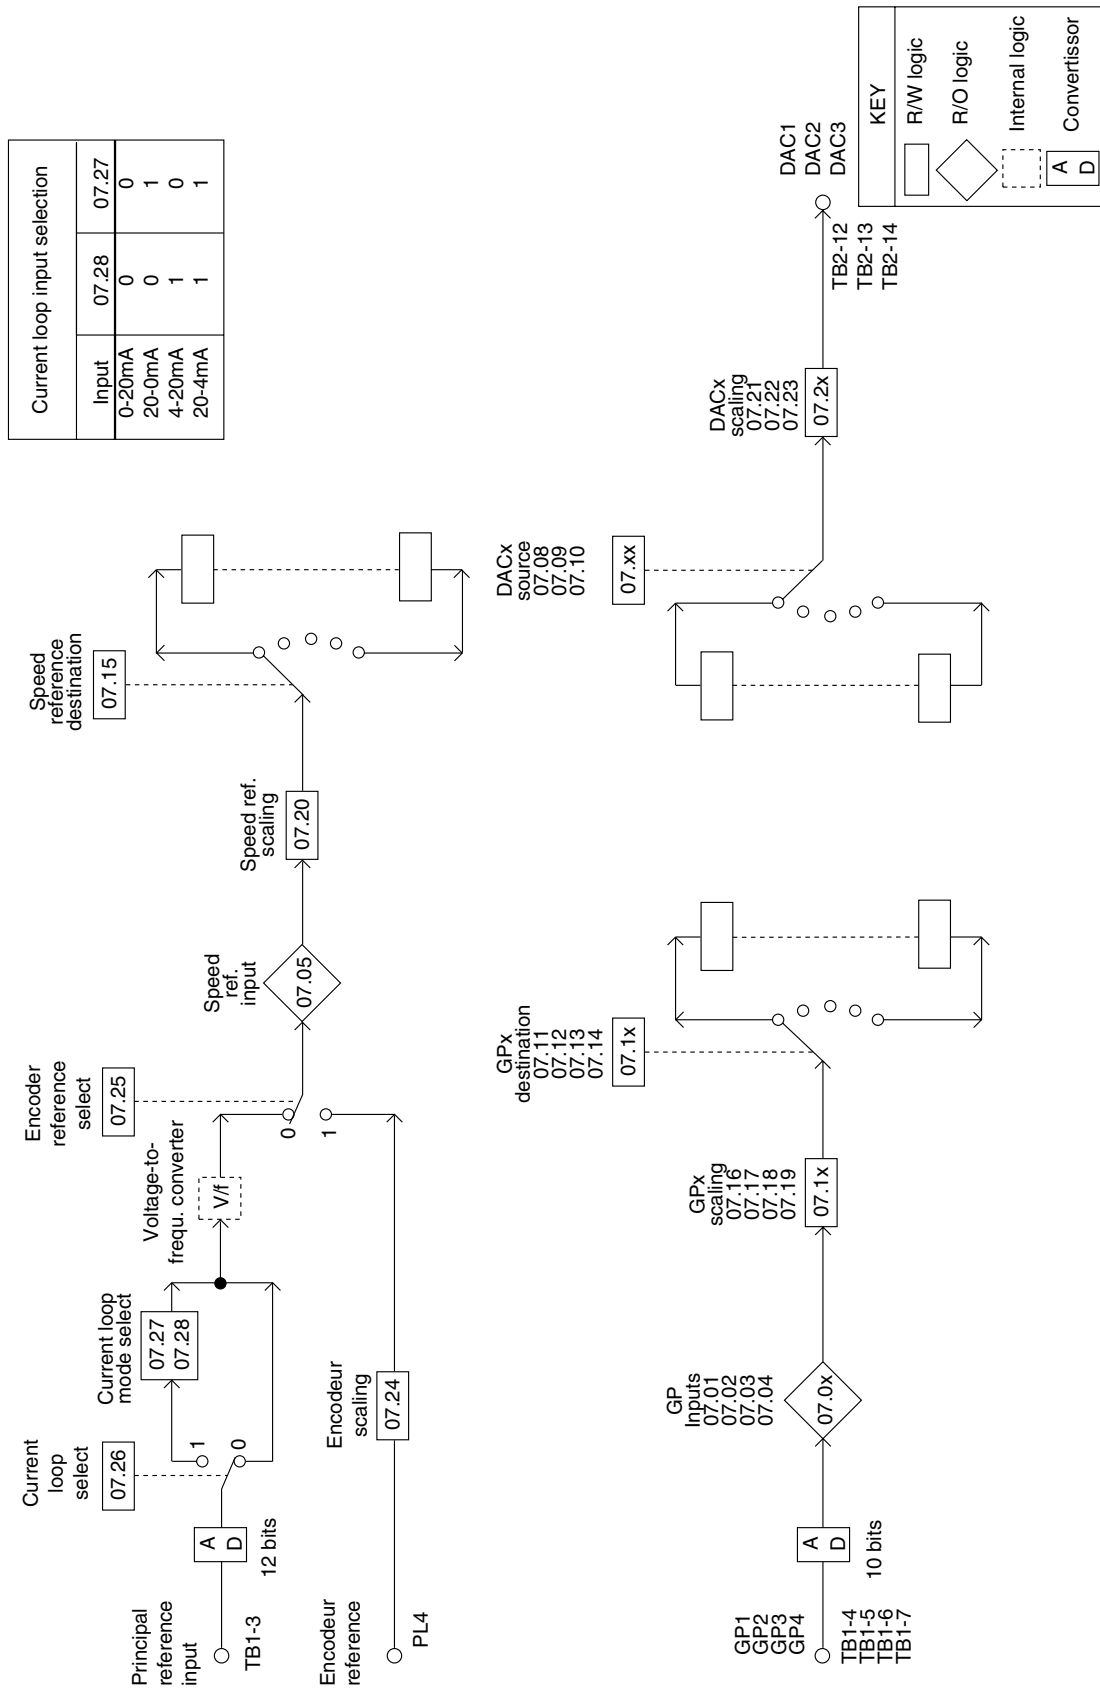 Current loop input selection
Input 07.28 07.27
0-20mA 0 0
20-0mA 0 1
4-20mA 1 0
20-4mA 1 1
Principal
reference
input
TB1-3
A
D
12 bits
Current
loop
select
07.26
1
0
Current loop
mode select
07.27
07.28
Voltage-to-
frequ. converter
V/f
Encoder
reference
select
07.25
0
1
Encodeur
reference
PL4
Encodeur
scaling
07.24
Speed
ref.
input
07.05
Speed ref.
scaling
07.20
Speed
reference
destination
07.15
GP1
GP2
GP3
GP4
TB1-4
TB1-5
TB1-6
TB1-7
A
D
10 bits
GP
Inputs
07.01
07.02
07.03
07.04
07.0x
GPx
scaling
07.16
07.17
07.18
07.19
07.1x
GPx
destination
07.11
07.12
07.13
07.14
07.1x
DACx
source
07.08
07.09
07.10
07.xx
DACx
scaling
07.21
07.22
07.23
07.2x
TB2-12
TB2-13
TB2-14
DAC1
DAC2
DAC3
KEY
R/W logic
R/O logic
Internal logic
A
D
Convertissor